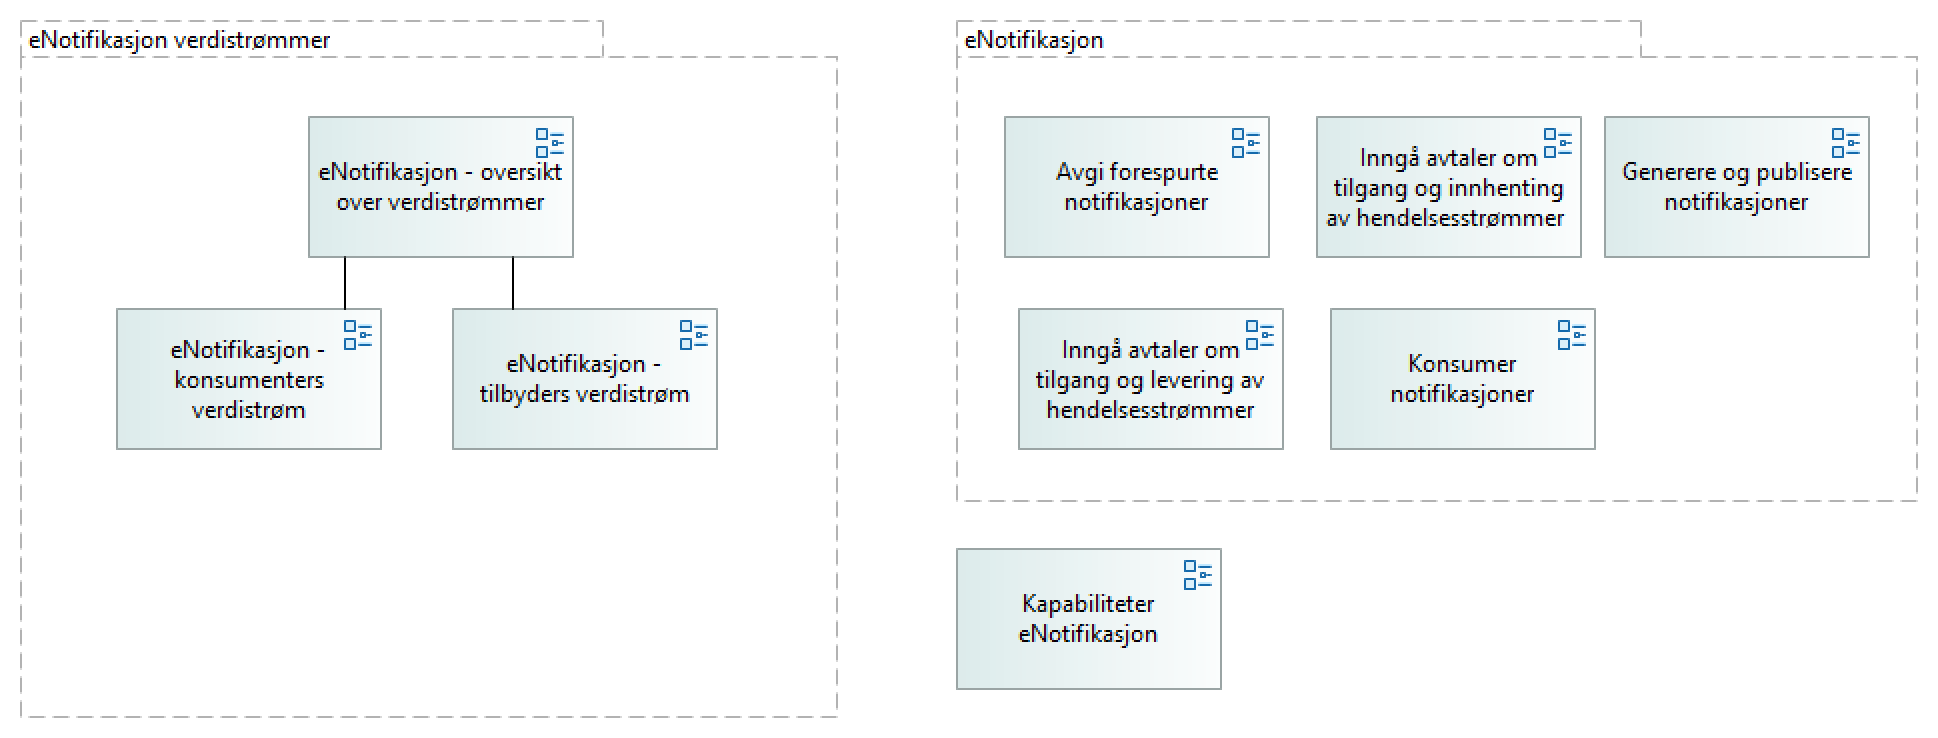 eNotifikasjon verdistrømmer
eNotifikasjon - oversikt
over verdistrømmer
eNotifikasjon -
konsumenters
verdistrøm
eNotifikasjon -
tilbyders verdistrøm
eNotifikasjon
Avgi forespurte
notifikasjoner
Inngå avtaler om
tilgang og innhenting
av hendelsesstrømmer
Generere og publisere
notifikasjoner
Inngå avtaler om
tilgang og levering av
hendelsesstrømmer
Konsumer
notifikasjoner
Kapabiliteter
eNotifikasjon